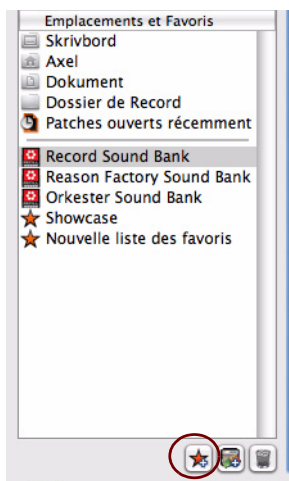 Emplacements et Favoris
Skrivbord
Axel
Dokument
Dossier de Record
Patches ouverts récemment
Record Sound Bank
Reason Factory Sound Bank
Orkester Sound Bank
Showcase
Nouvelle liste des favoris